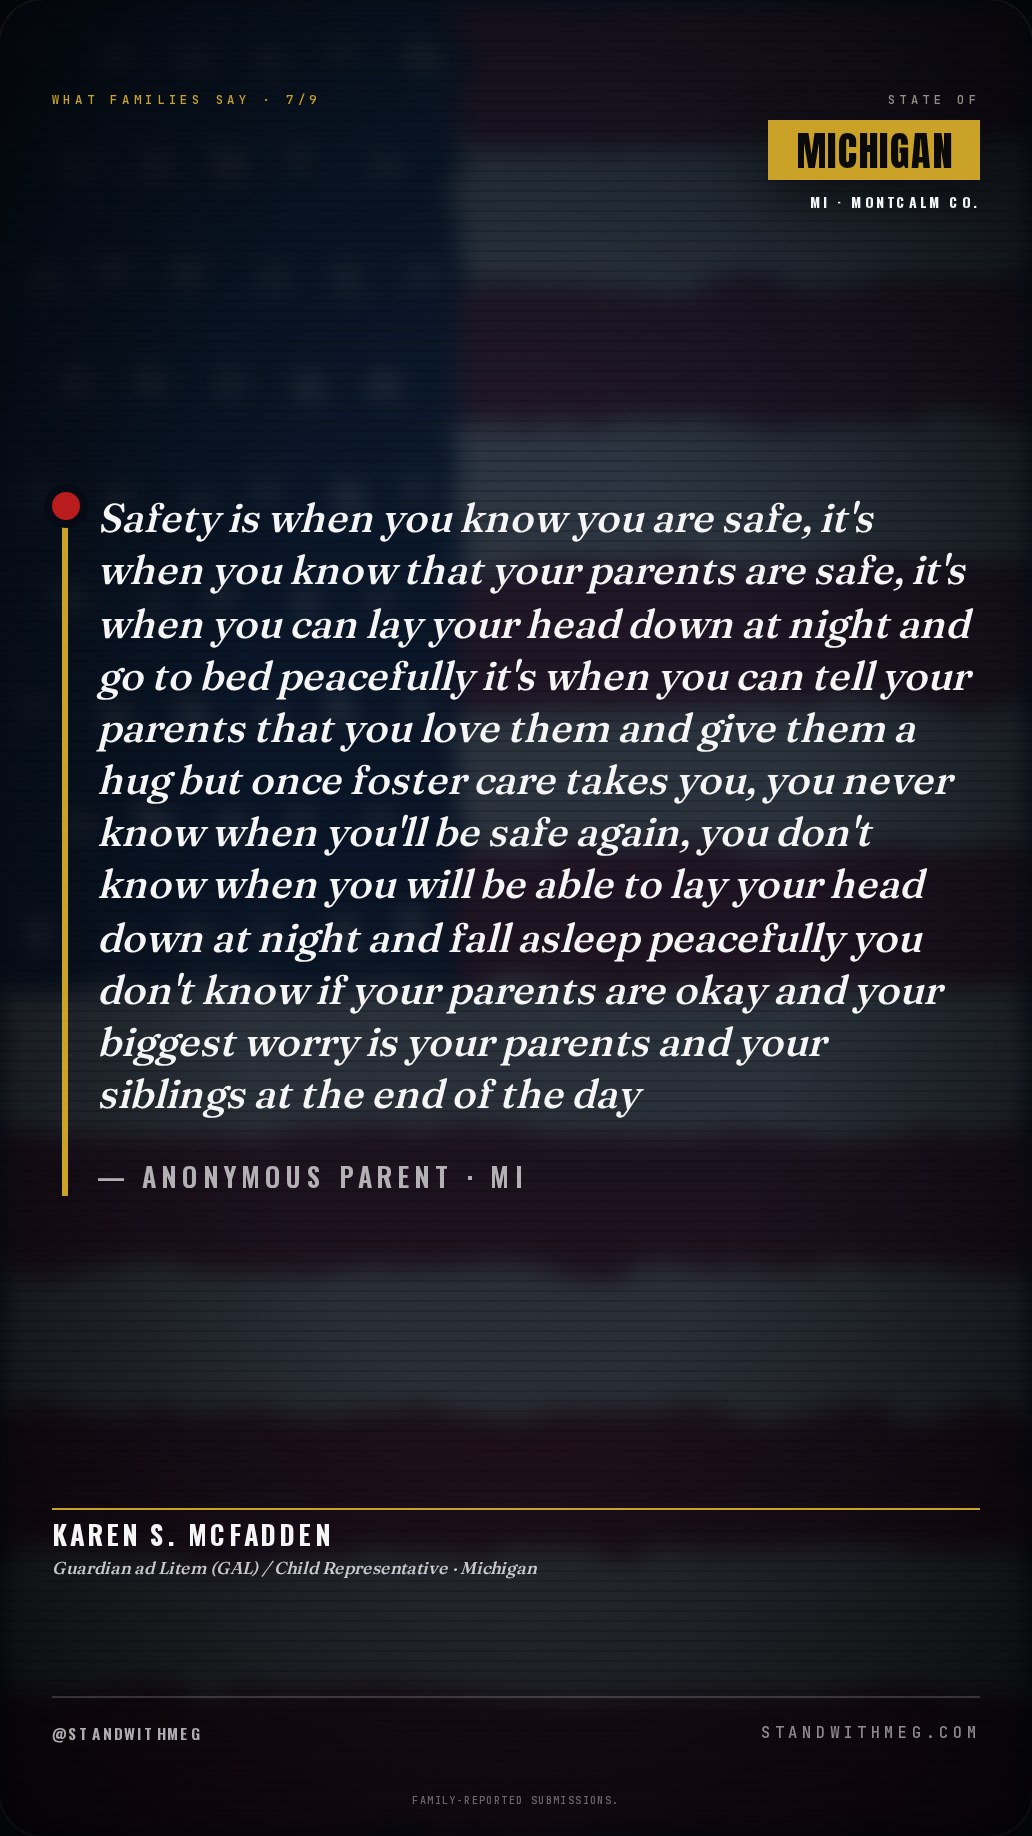 WHAT FAMILIES SAY · 7/9
STATE OF
MICHIGAN
MI · MONTCALM CO.
Safety is when you know you are safe, it's
when you know that your parents are safe, it's
when you can lay your head down at night and
go to bed peacefully it's when you can tell your
parents that you love them and give them a
hug but once foster care takes you, you never
know when you'll be safe again, you don't
know when you will be able to lay your head
down at night and fall asleep peacefully you
don't know if your parents are okay and your
biggest worry is your parents and your
siblings at the end of the day
— ANONYMOUS PARENT · MI
KAREN S. MCFADDEN
Guardian ad Litem (GAL) / Child Representative · Michigan
@STANDWITHMEG
STANDWITHMEG.COM
FAMILY-REPORTED SUBMISSIONS.